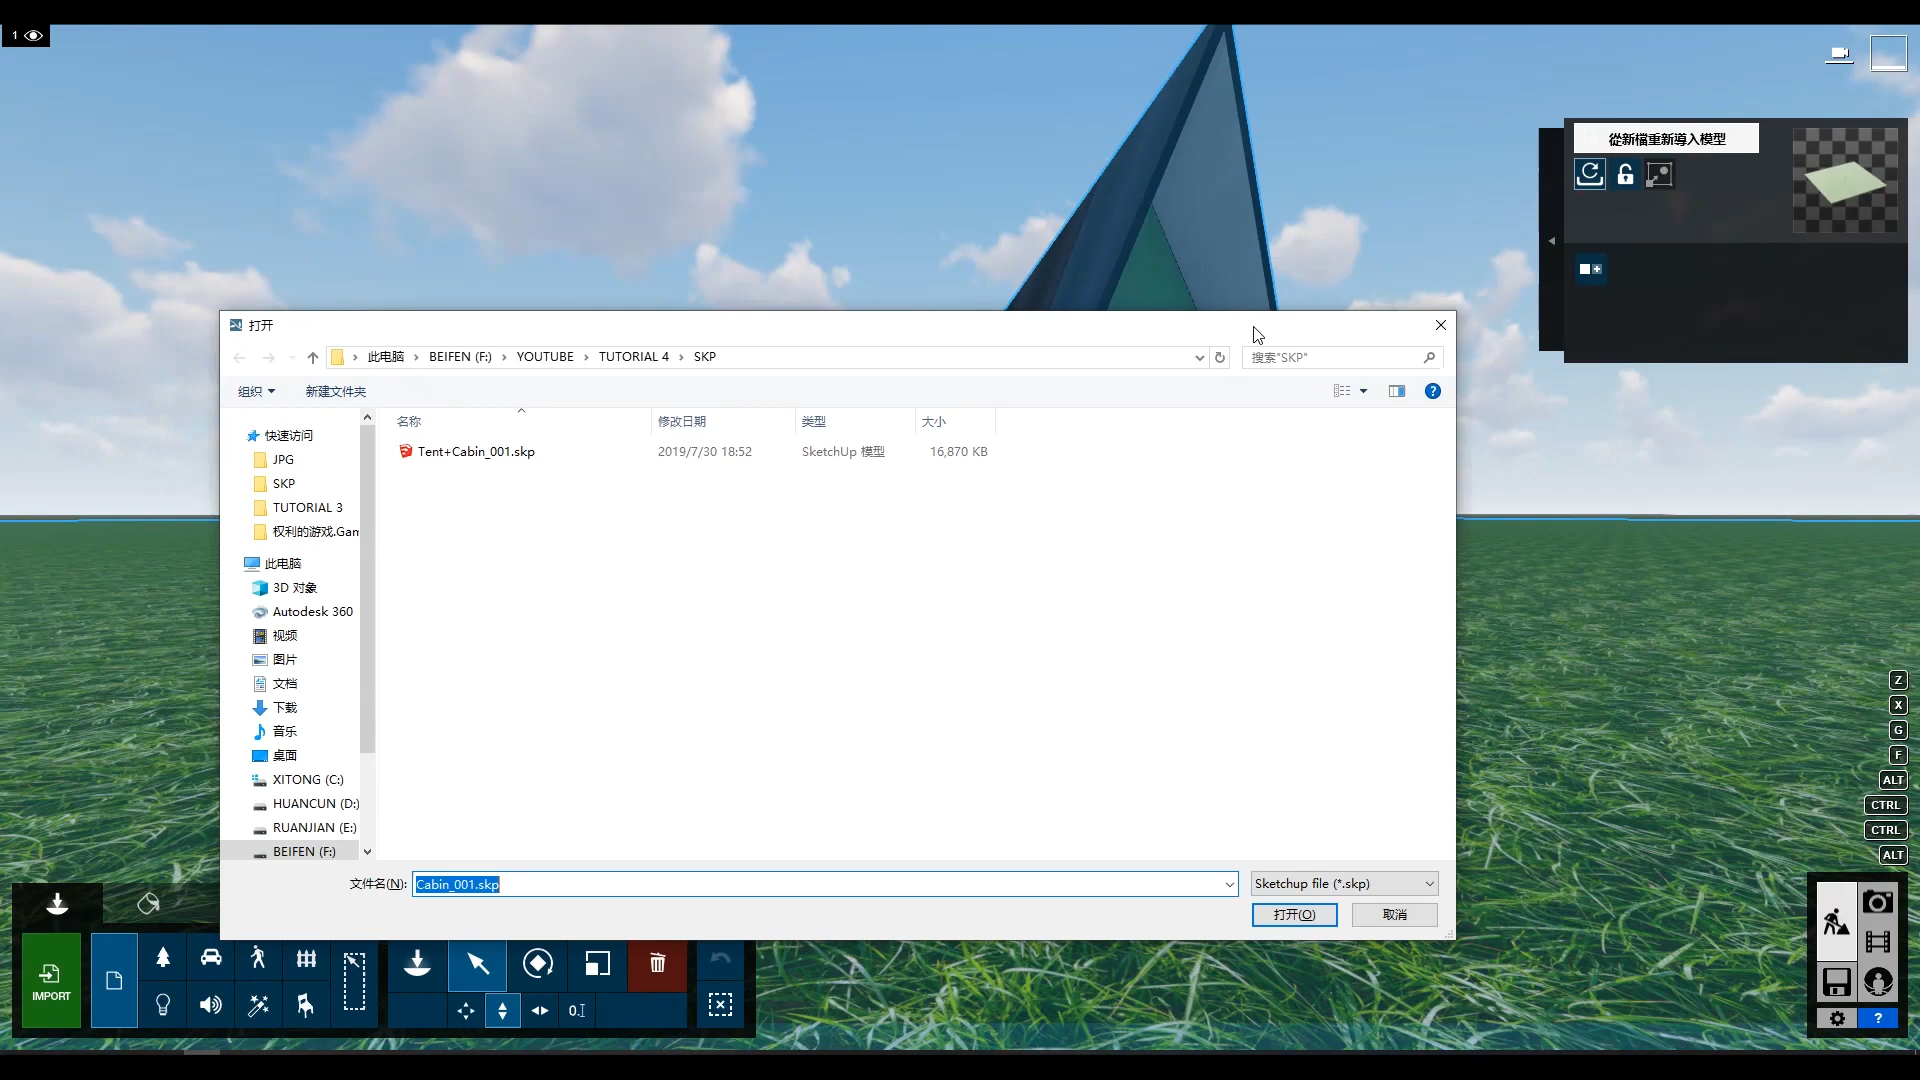 1
從新檔重新導入模型
打开
此电脑 › BEIFEN (F:) › YOUTUBE › TUTORIAL 4 › SKP
搜索"SKP"
组织
新建文件夹
名称 修改日期 类型 大小
Tent+Cabin_001.skp 2019/7/30 18:52 SketchUp 模型 16,870 KB
快速访问
JPG
SKP
TUTORIAL 3
权利的游戏.Gam
此电脑
3D 对象
Autodesk 360
视频
图片
文档
下载
音乐
桌面
XITONG (C:)
HUANCUN (D:)
RUANJIAN (E:)
BEIFEN (F:)
文件名(N): Cabin_001.skp
Sketchup file (*.skp)
打开(O) 取消
Z
X
G
F
ALT
CTRL
CTRL
ALT
IMPORT
?